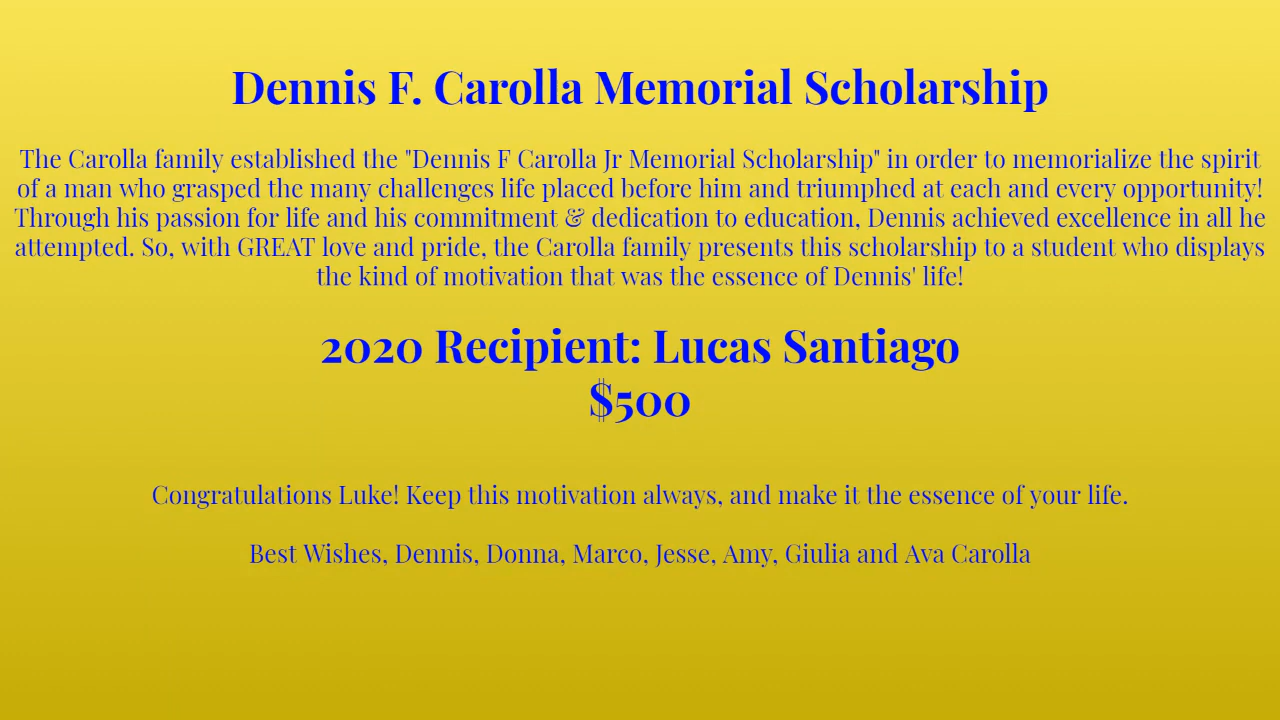 Dennis F. Carolla Memorial Scholarship
The Carolla family established the "Dennis F Carolla Jr Memorial Scholarship" in order to memorialize the spirit
of a man who grasped the many challenges life placed before him and triumphed at each and every opportunity!
Through his passion for life and his commitment & dedication to education, Dennis achieved excellence in all he
attempted. So, with GREAT love and pride, the Carolla family presents this scholarship to a student who displays
the kind of motivation that was the essence of Dennis' life!
2020 Recipient: Lucas Santiago
$500
Congratulations Luke! Keep this motivation always, and make it the essence of your life.
Best Wishes, Dennis, Donna, Marco, Jesse, Amy, Giulia and Ava Carolla